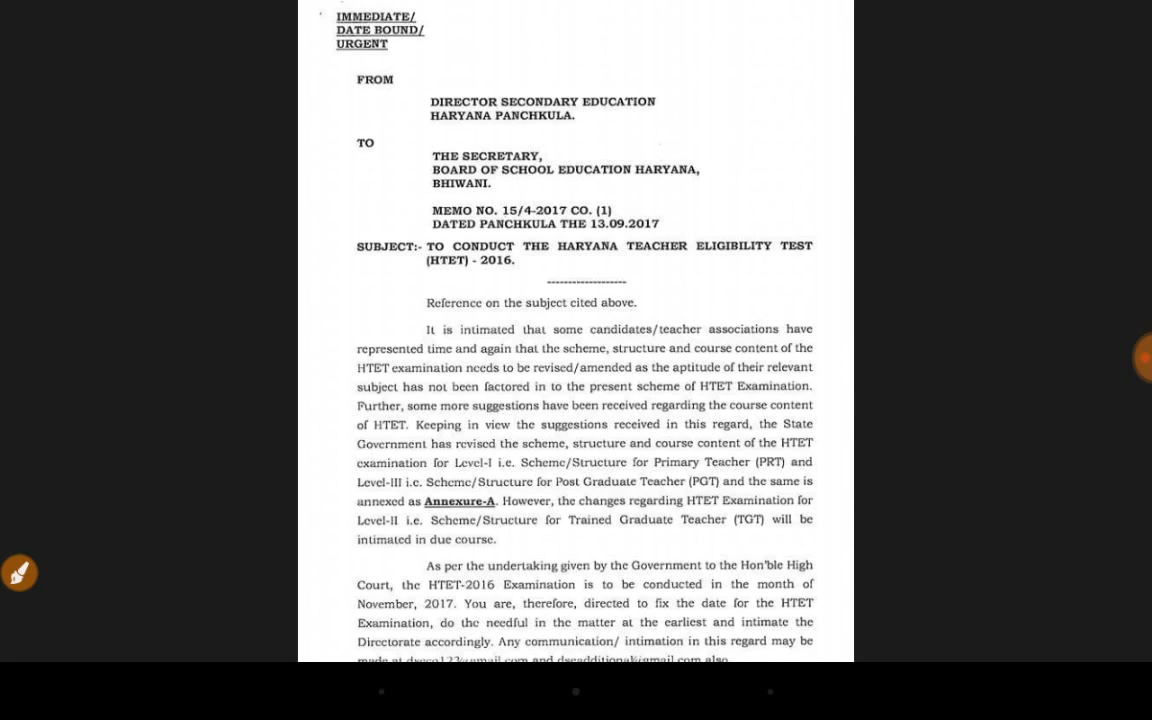 IMMEDIATE/
DATE BOUND/
URGENT
FROM
DIRECTOR SECONDARY EDUCATION
HARYANA PANCHKULA.
TO
THE SECRETARY,
BOARD OF SCHOOL EDUCATION HARYANA,
BHIWANI.
MEMO NO. 15/4-2017 CO. (1)
DATED PANCHKULA THE 13.09.2017
SUBJECT:- TO CONDUCT THE HARYANA TEACHER ELIGIBILITY TEST
(HTET) - 2016.
-------------------
Reference on the subject cited above.
It is intimated that some candidates/teacher associations have
represented time and again that the scheme, structure and course content of the
HTET examination needs to be revised/amended as the aptitude of their relevant
subject has not been factored in to the present scheme of HTET Examination.
Further, some more suggestions have been received regarding the course content
of HTET. Keeping in view the suggestions received in this regard, the State
Government has revised the scheme, structure and course content of the HTET
examination for Level-I i.e. Scheme/Structure for Primary Teacher (PRT) and
Level-III i.e. Scheme/Structure for Post Graduate Teacher (PGT) and the same is
annexed as Annexure-A. However, the changes regarding HTET Examination for
Level-II i.e. Scheme/Structure for Trained Graduate Teacher (TGT) will be
intimated in due course.
As per the undertaking given by the Government to the Hon'ble High
Court, the HTET-2016 Examination is to be conducted in the month of
November, 2017. You are, therefore, directed to fix the date for the HTET
Examination, do the needful in the matter at the earliest and intimate the
Directorate accordingly. Any communication/ intimation in this regard may be
made at and also